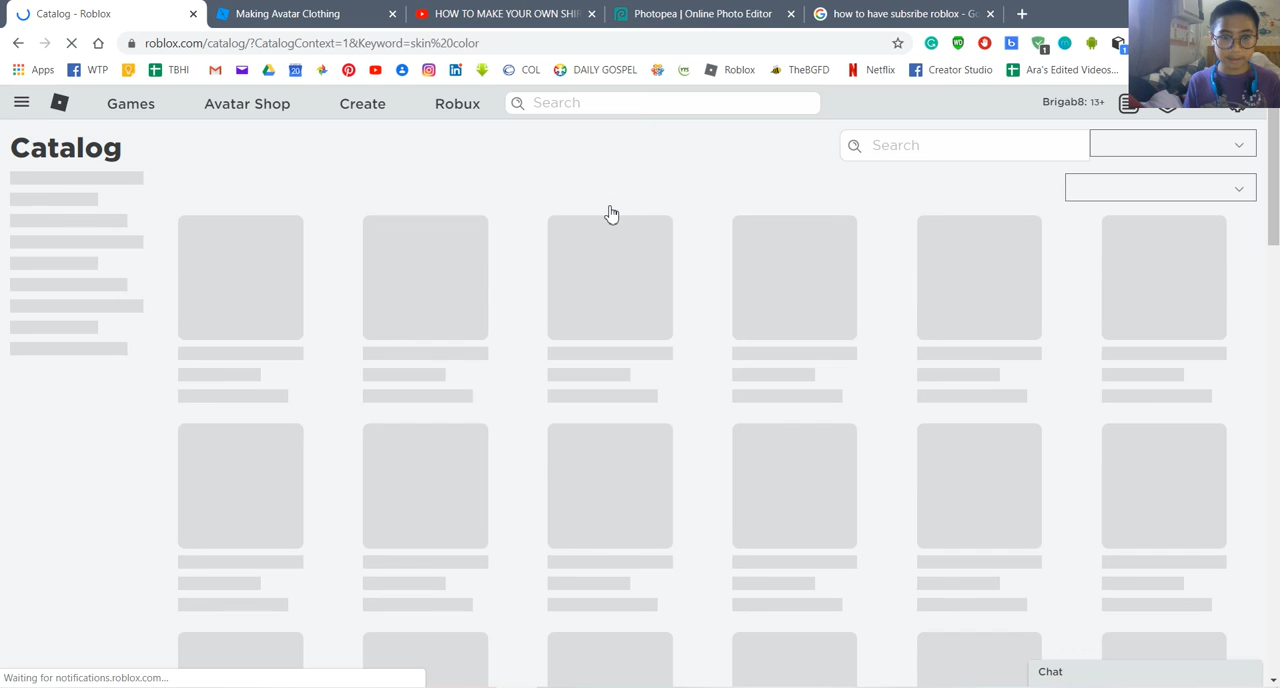 Catalog - Roblox
Making Avatar Clothing
HOW TO MAKE YOUR OWN SHIR
Photopea | Online Photo Editor
how to have subsribe roblox - Go
roblox.com/catalog/?CatalogContext=1&Keyword=skin%20color
Apps
WTP
TBHI
COL
DAILY GOSPEL
Roblox
TheBGFD
Netflix
Creator Studio
Ara's Edited Videos...
Games
Avatar Shop
Create
Robux
Search
Brigab8: 13+
Catalog
Search
Waiting for notifications.roblox.com...
Chat